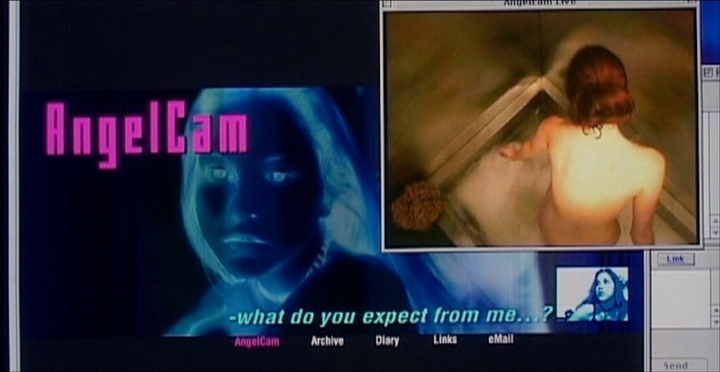 AngelCam Live
AngelCam
Link
-what do you expect from me...?
AngelCam Archive Diary Links eMail
Send